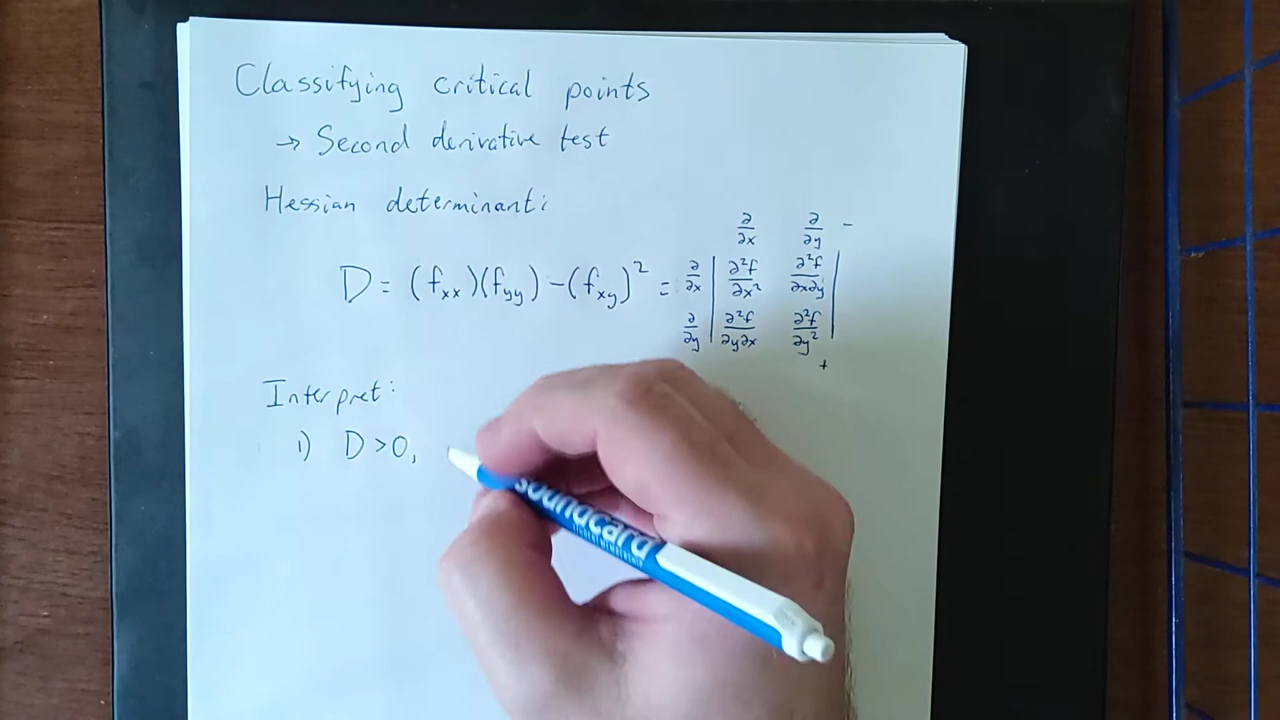 Classifying critical points
→ Second derivative test
Hessian determinant:
∂/∂x ∂/∂y -
D = (fxx)(fyy) - (fxy)² = ∂/∂x | ∂²f/∂x² ∂²f/∂x∂y |
∂/∂y | ∂²f/∂y∂x ∂²f/∂y² |
+
Interpret:
1) D > 0,
soundcard